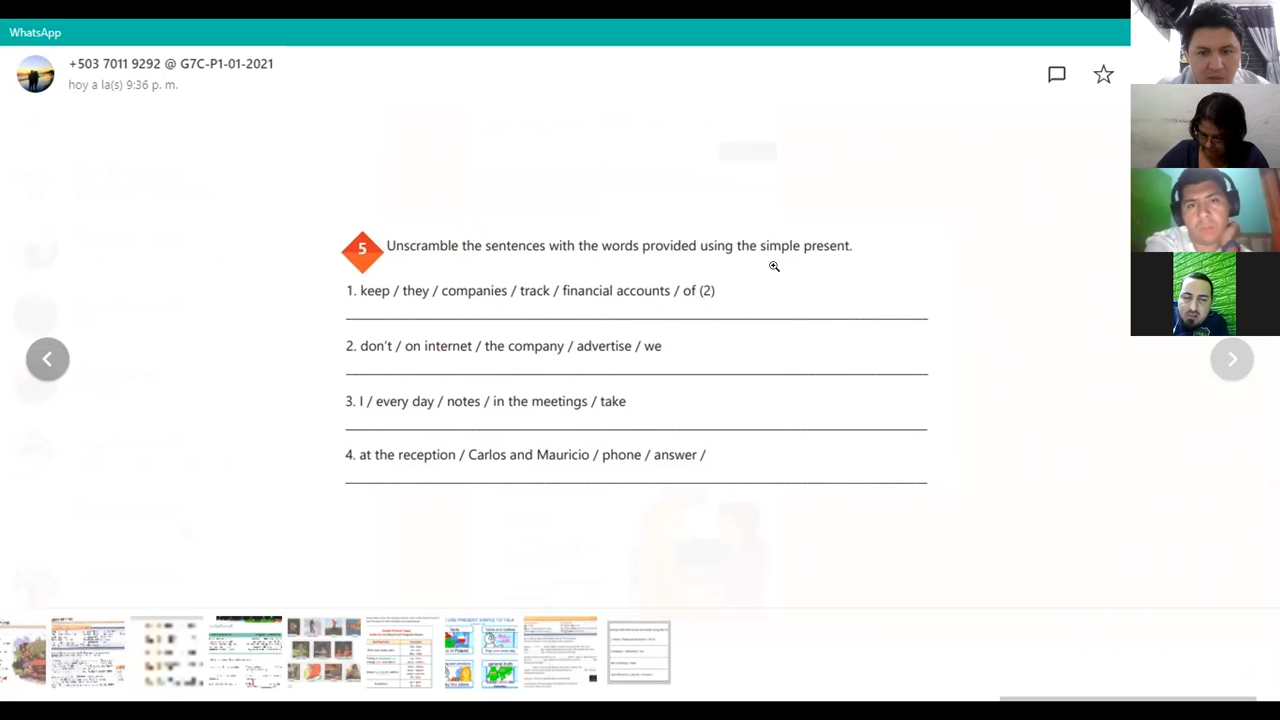 WhatsApp
+503 7011 9292 @ G7C-P1-01-2021
hoy a la(s) 9:36 p. m.
5 Unscramble the sentences with the words provided using the simple present.
1. keep / they / companies / track / financial accounts / of (2)
2. don't / on internet / the company / advertise / we
3. I / every day / notes / in the meetings / take
4. at the reception / Carlos and Mauricio / phone / answer /